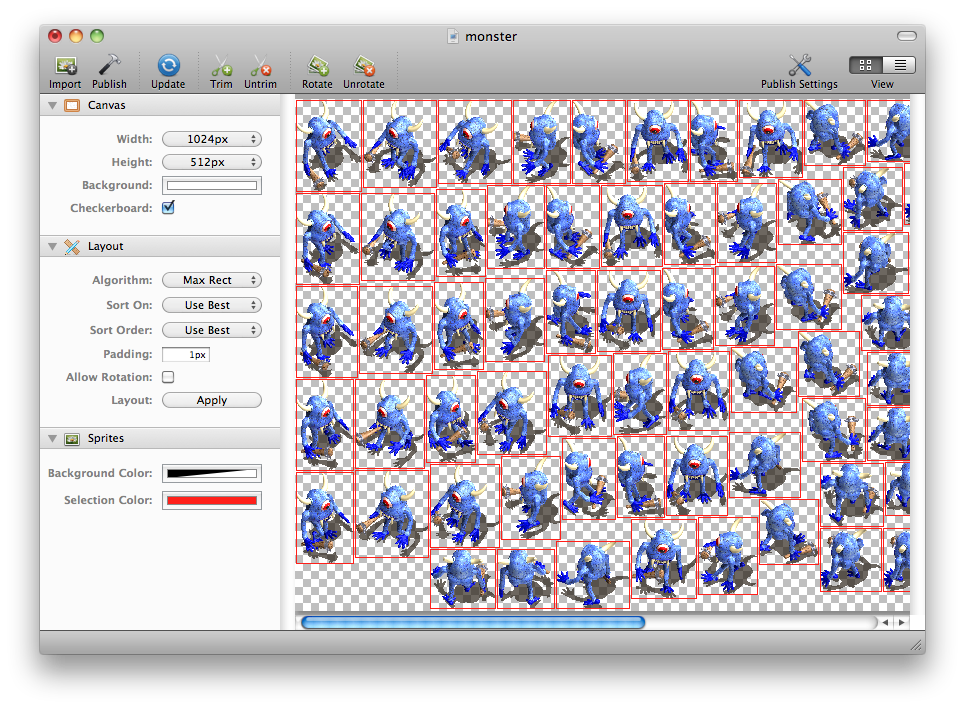 monster
Import Publish Update Trim Untrim Rotate Unrotate Publish Settings View
Canvas
Width: 1024px
Height: 512px
Background:
Checkerboard:
Layout
Algorithm: Max Rect
Sort On: Use Best
Sort Order: Use Best
Padding: 1px
Allow Rotation:
Layout: Apply
Sprites
Background Color:
Selection Color: